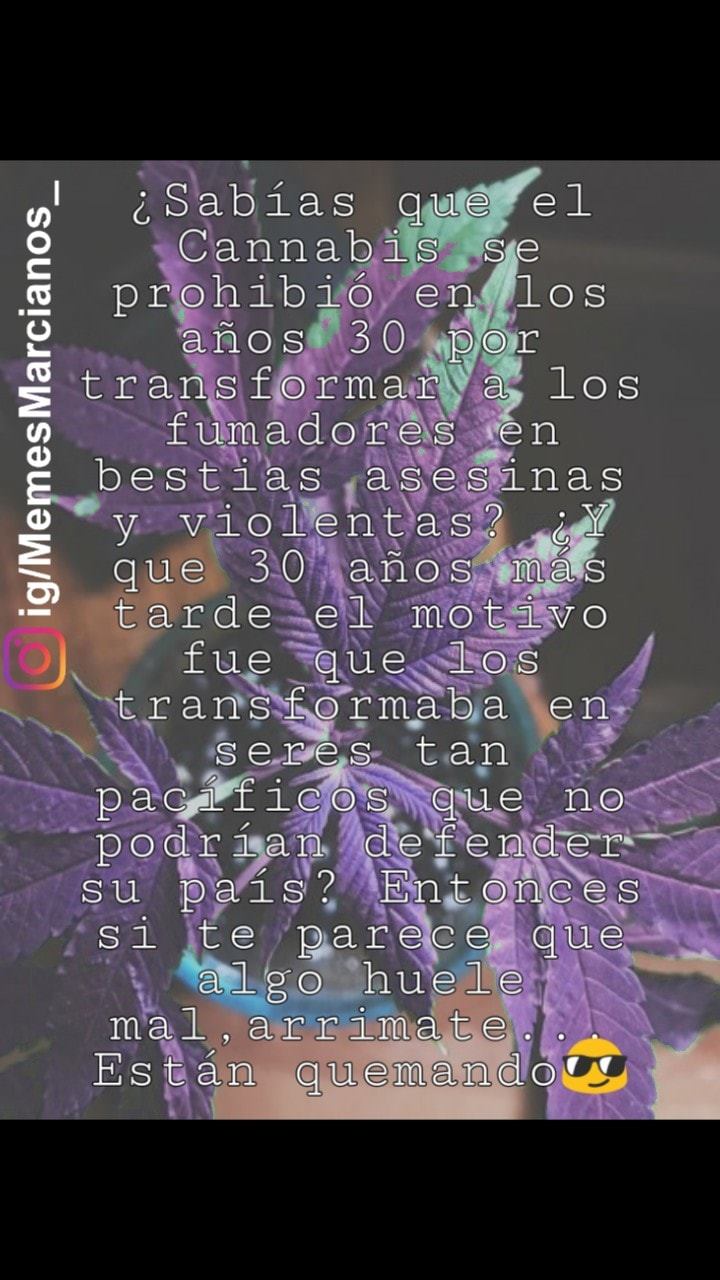 ¿Sabías que el
Cannabis se
prohibió en los
años 30 por
transformar a los
fumadores en
bestias asesinas
y violentas? ¿Y
que 30 años más
tarde el motivo
fue que los
transformaba en
seres tan
pacíficos que no
podrían defender
su país? Entonces
si te parece que
algo huele
mal,arrimate...
Están quemando😎
ig/MemesMarcianos_